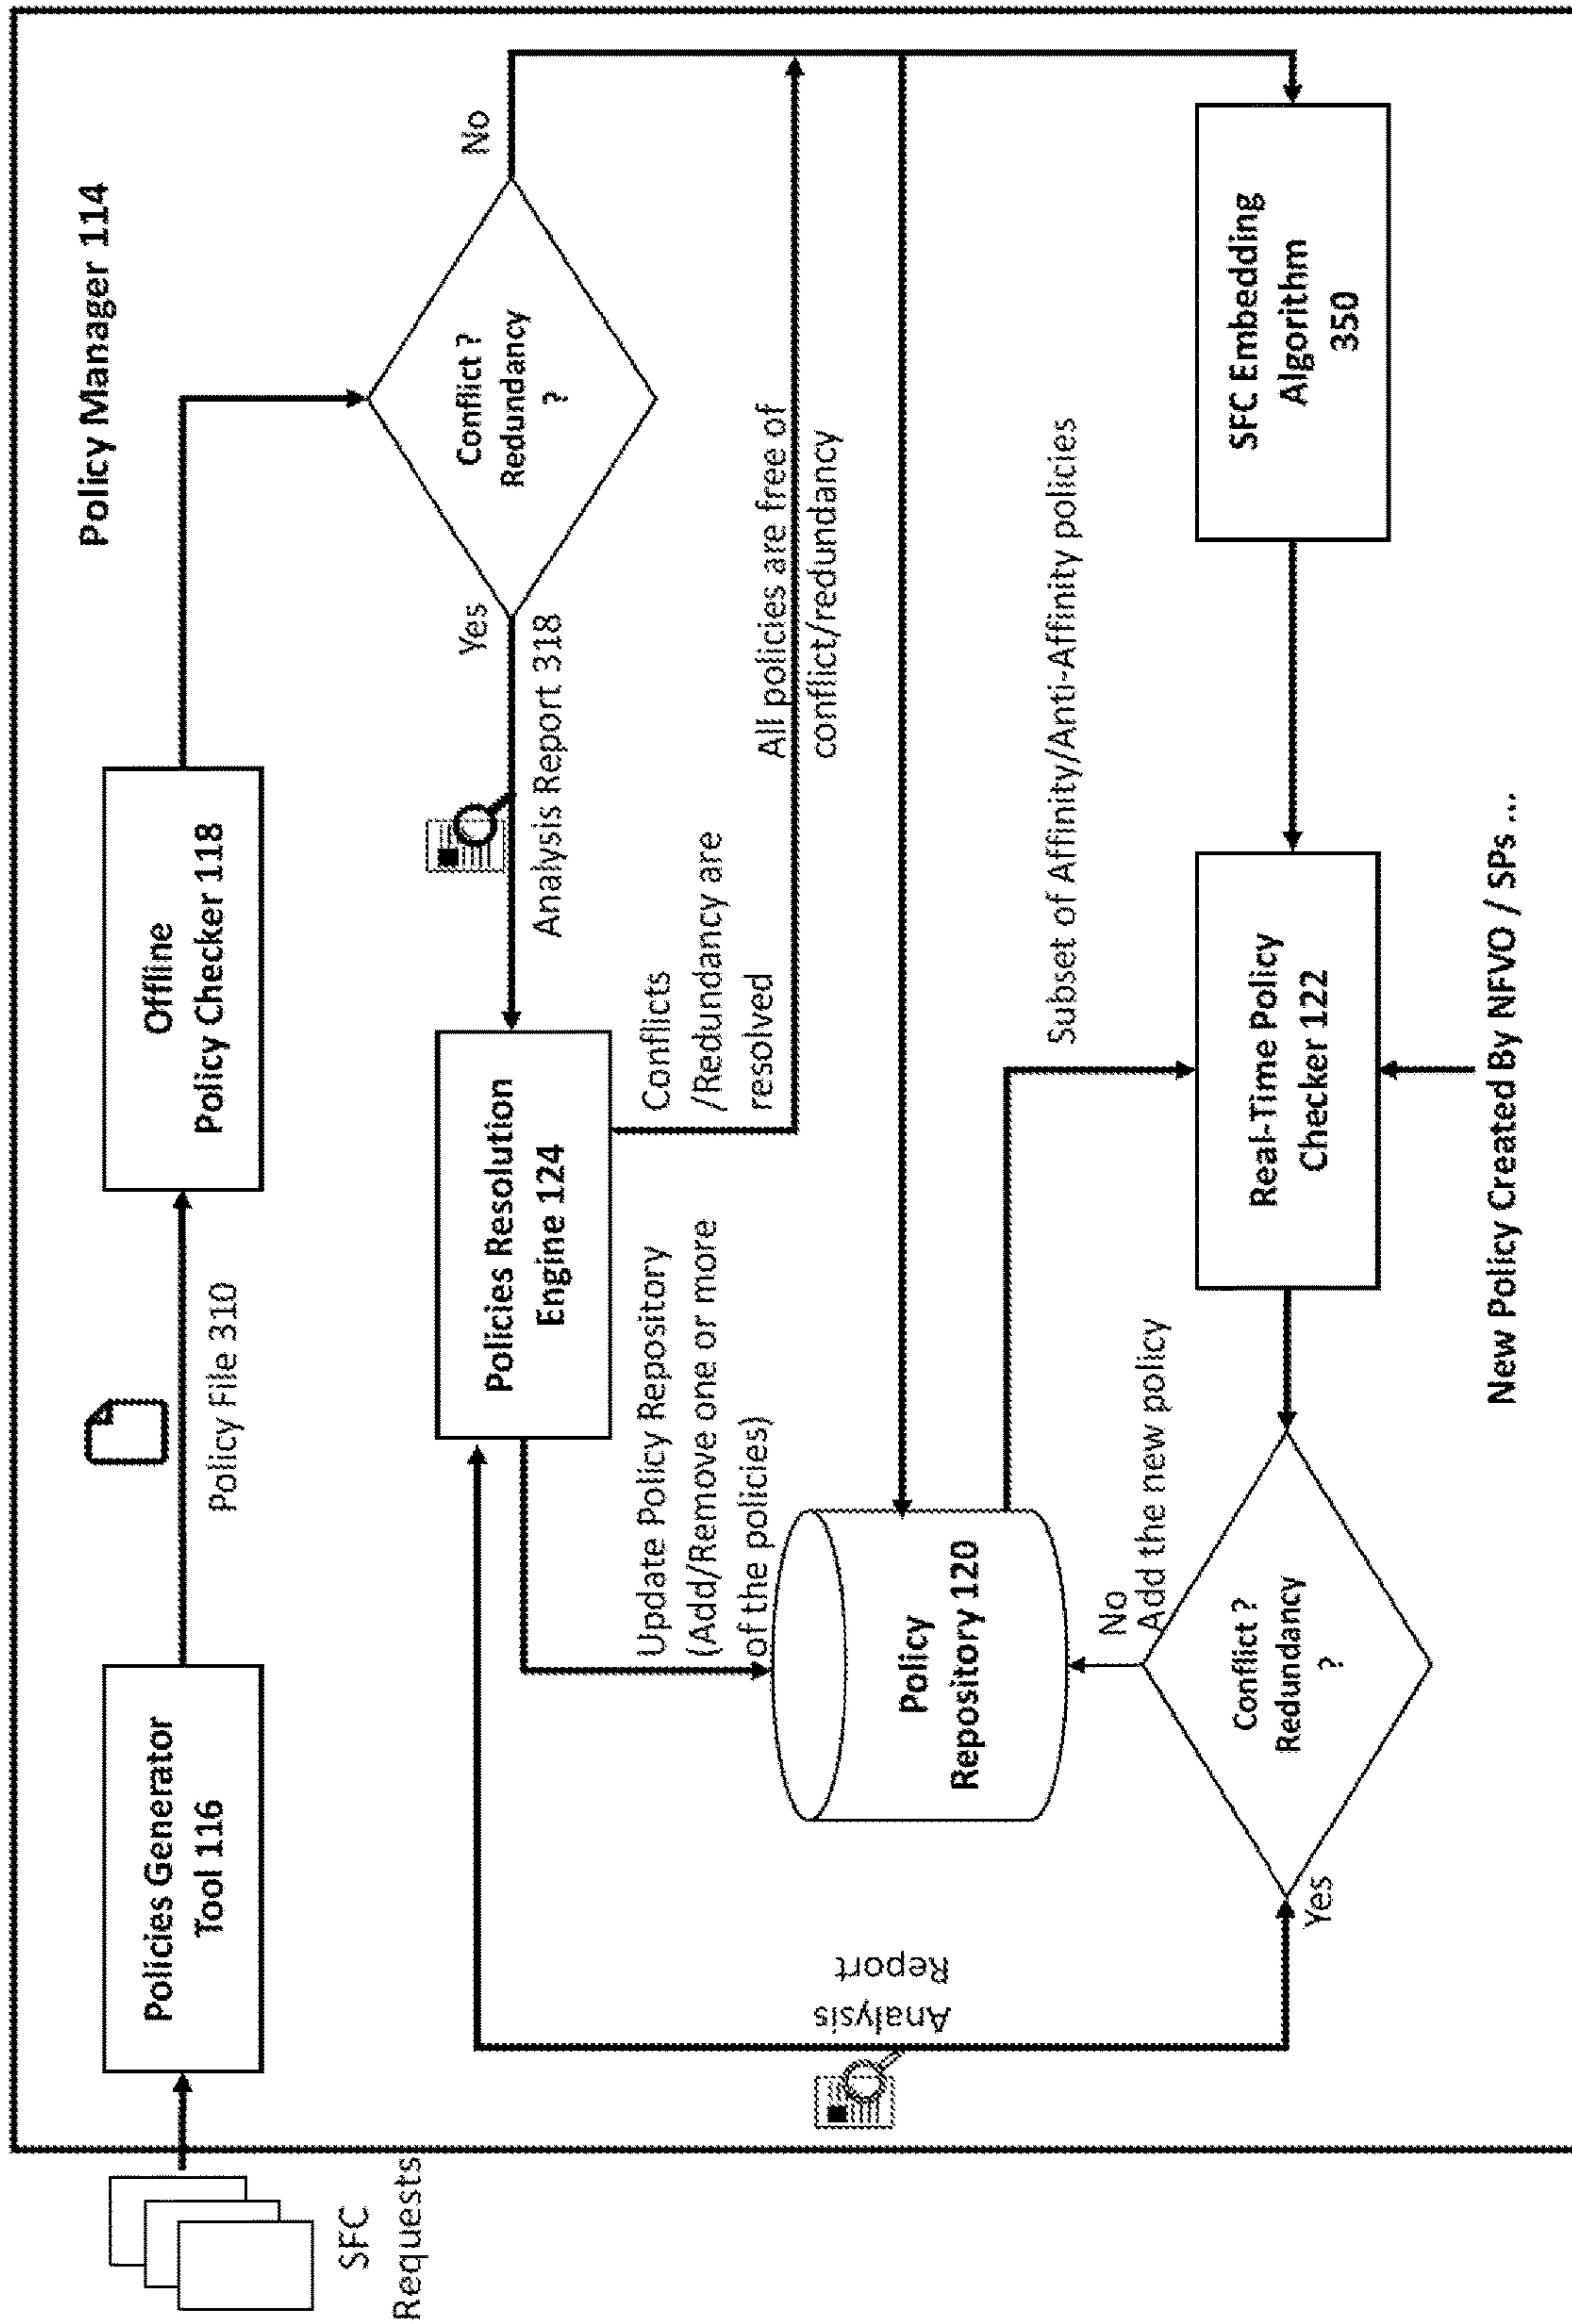 Policy Manager 114
SFC
Requests
Policies Generator
Tool 116
Policy File 310
Offline
Policy Checker 118
Conflict ?
Redundancy
?
No
Yes
Analysis Report 318
Policies Resolution
Engine 124
Conflicts
/Redundancy are
resolved
All policies are free of
conflict/redundancy
Update Policy Repository
(Add/Remove one or more
of the policies)
Analysis
Report
Policy
Repository 120
Subset of Affinity/Anti-Affinity policies
No
Add the new policy
Yes
Conflict ?
Redundancy
?
Real-Time Policy
Checker 122
SFC Embedding
Algorithm
350
New Policy Created By NFVO / SPs ...